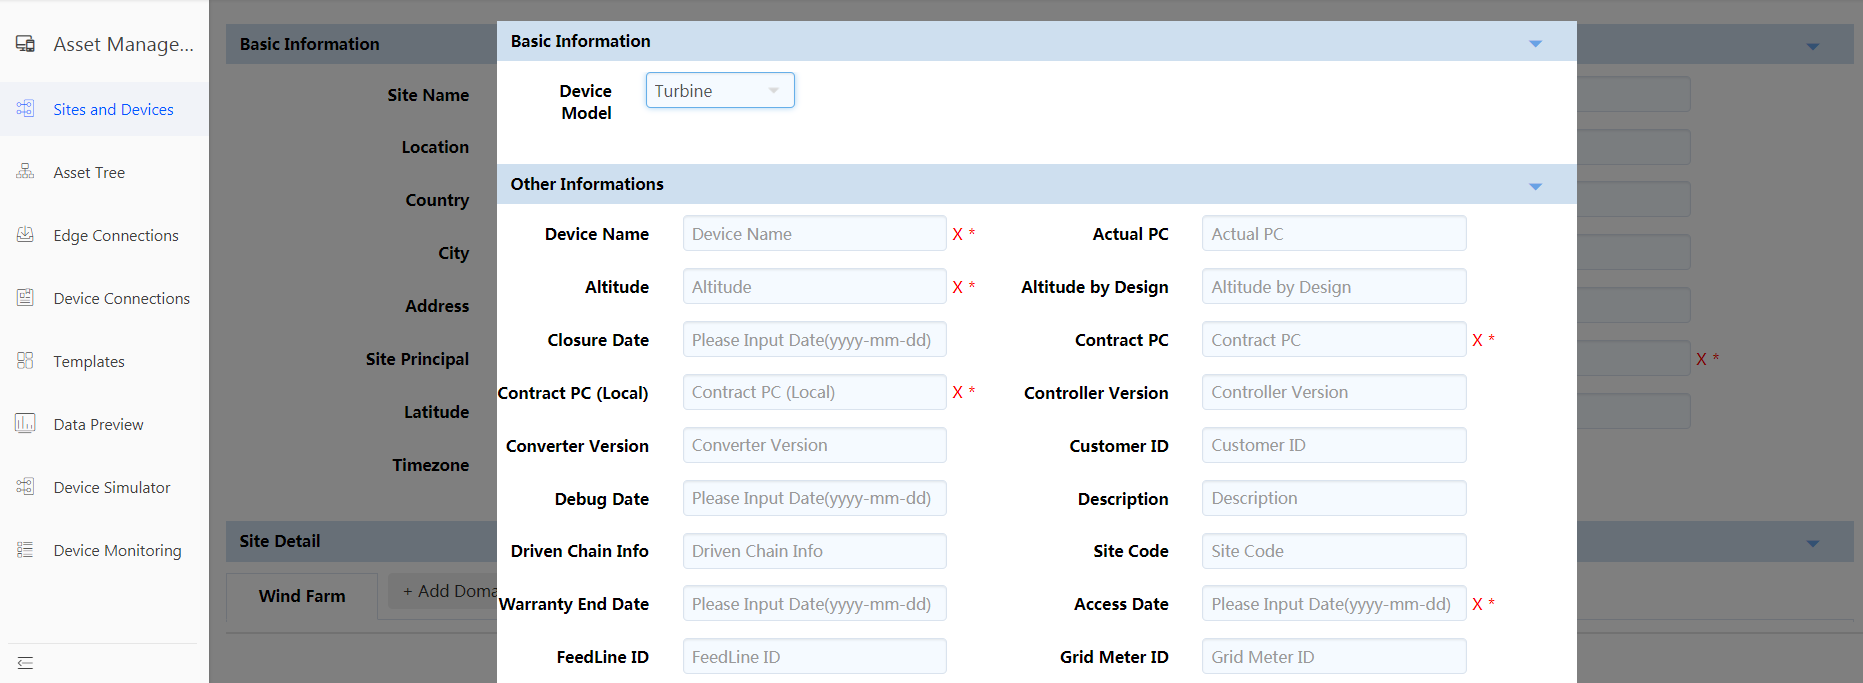 Asset Manage...
Sites and Devices
Asset Tree
Edge Connections
Device Connections
Templates
Data Preview
Device Simulator
Device Monitoring
Basic Information
Site Name
Location
Country
City
Address
Site Principal
X *
Latitude
Timezone
Site Detail
Wind Farm
+ Add Doma
Basic Information
Device Model
Turbine
Other Informations
Device Name Device Name X * Actual PC Actual PC
Altitude Altitude X * Altitude by Design Altitude by Design
Closure Date Please Input Date(yyyy-mm-dd) Contract PC Contract PC X *
Contract PC (Local) Contract PC (Local) X * Controller Version Controller Version
Converter Version Converter Version Customer ID Customer ID
Debug Date Please Input Date(yyyy-mm-dd) Description Description
Driven Chain Info Driven Chain Info Site Code Site Code
Warranty End Date Please Input Date(yyyy-mm-dd) Access Date Please Input Date(yyyy-mm-dd) X *
FeedLine ID FeedLine ID Grid Meter ID Grid Meter ID